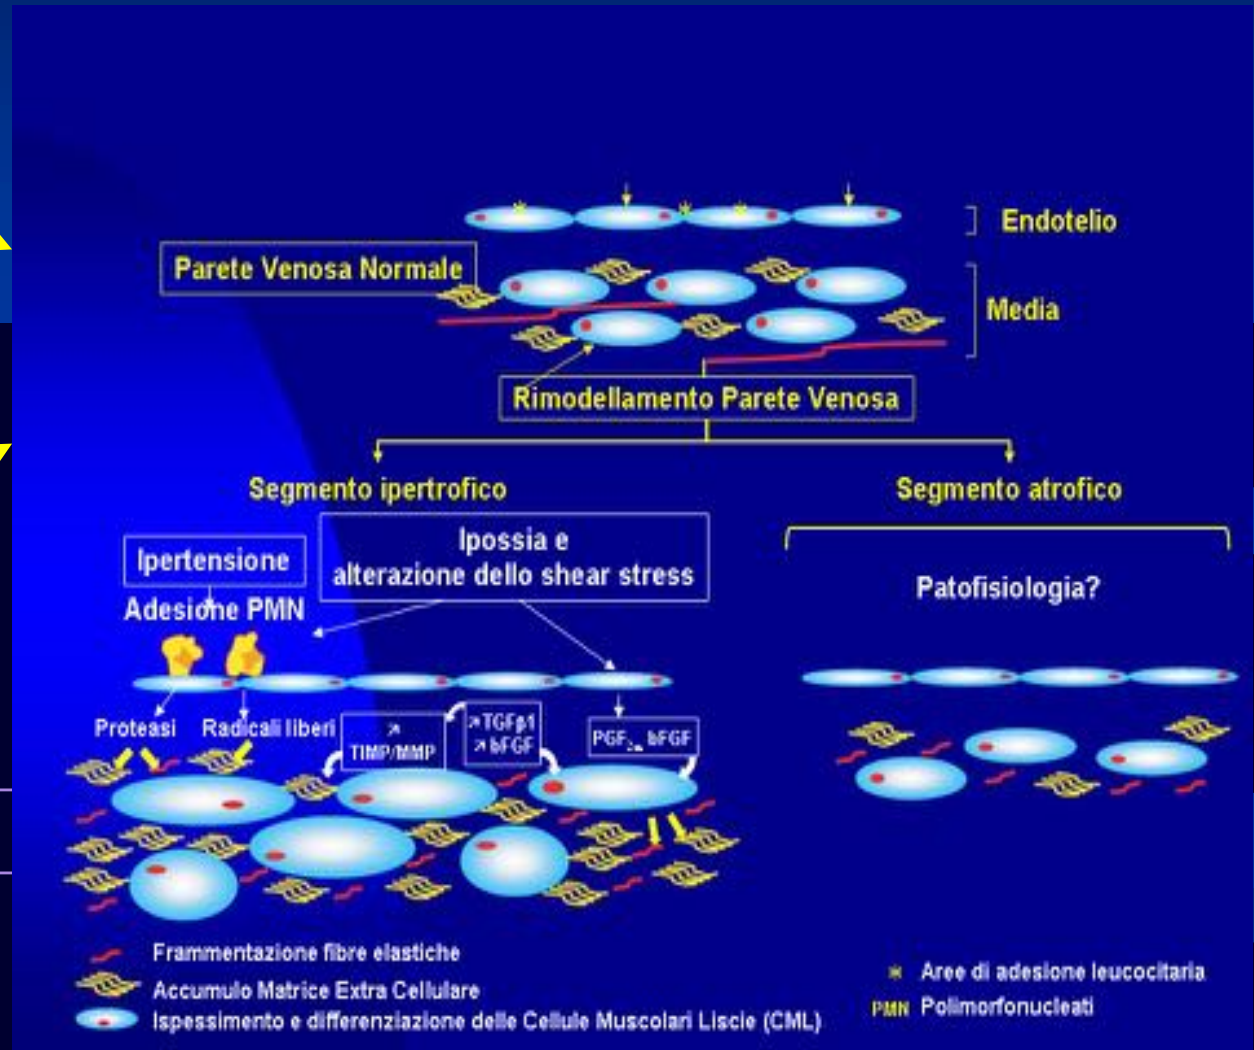 Endotelio
Parete Venosa Normale
Media
Rimodellamento Parete Venosa
Segmento ipertrofico
Segmento atrofico
Ipertensione
Ipossia e
alterazione dello shear stress
Patofisiologia?
Adesione PMN
Proteasi
Radicali liberi
↗
TIMP/MMP
↗TGFβ1
↗bFGF
PGF₂α bFGF
Frammentazione fibre elastiche
Accumulo Matrice Extra Cellulare
Ispessimento e differenziazione delle Cellule Muscolari Liscie (CML)
* Aree di adesione leucocitaria
PMN Polimorfonucleati